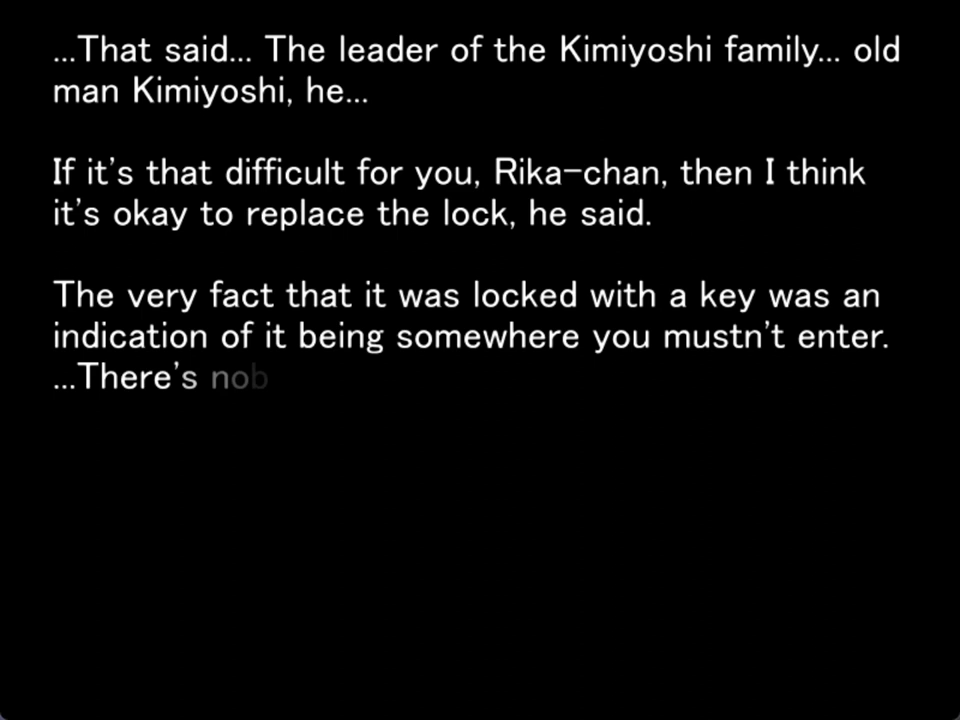 ...That said... The leader of the Kimiyoshi family... old
man Kimiyoshi, he...
If it's that difficult for you, Rika-chan, then I think
it's okay to replace the lock, he said.
The very fact that it was locked with a key was an
indication of it being somewhere you mustn't enter.
...There's nob